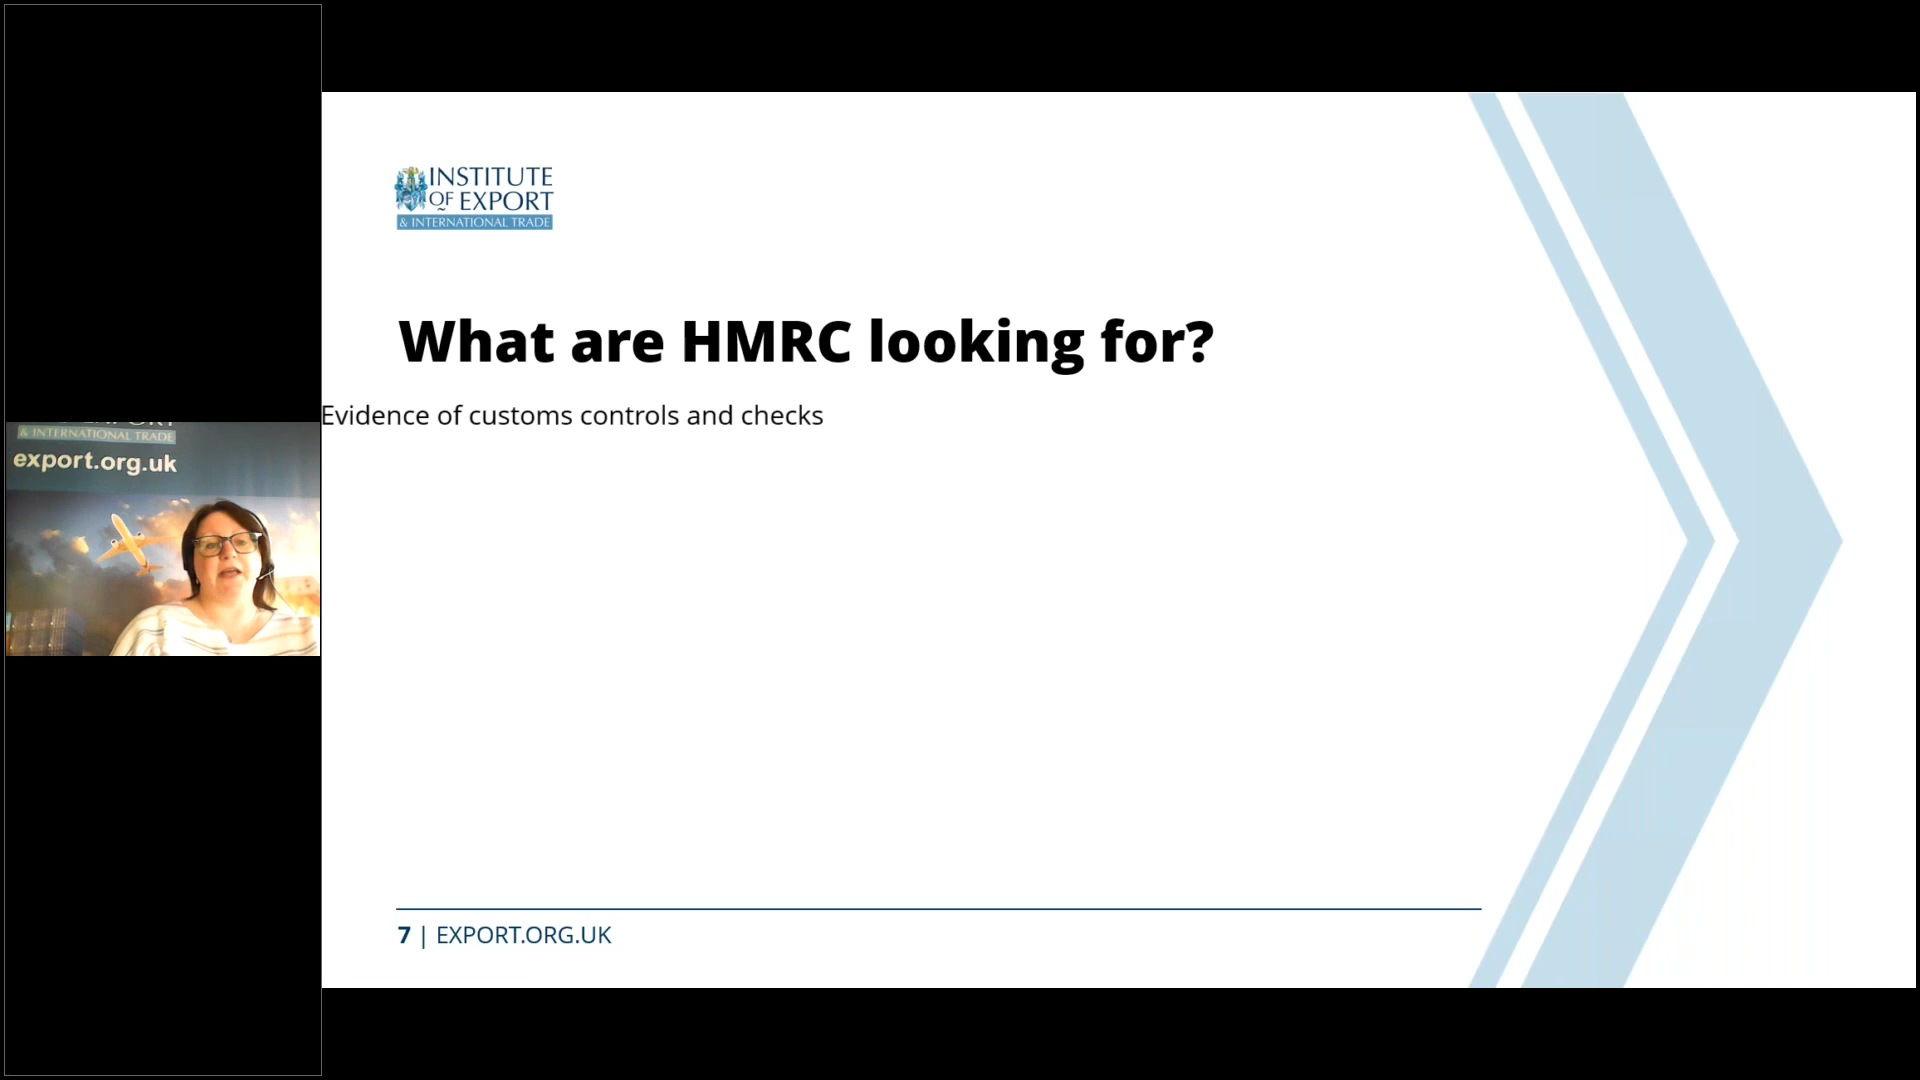 INSTITUTE
OF EXPORT
& INTERNATIONAL TRADE
What are HMRC looking for?
Evidence of customs controls and checks
& INTERNATIONAL TRADE
export.org.uk
7 | EXPORT.ORG.UK